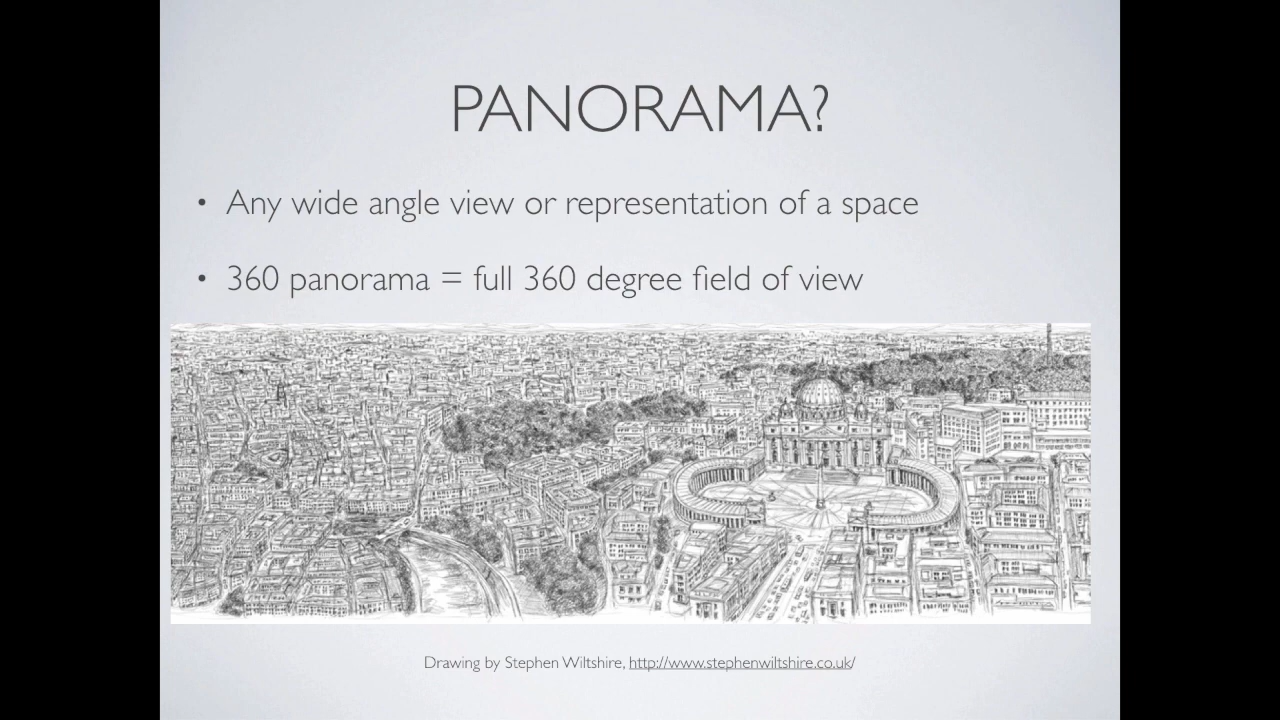 PANORAMA?
• Any wide angle view or representation of a space
• 360 panorama = full 360 degree field of view
Drawing by Stephen Wiltshire, http://www.stephenwiltshire.co.uk/